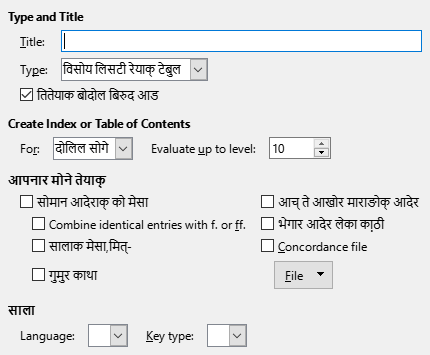 Type and Title
Title:
Type: विसोय लिसटी रेयाक् टेबुल
तितेयाक बोदोल बिरुद आड
Create Index or Table of Contents
For: दोलिल सोगे Evaluate up to level: 10
आपनार मोने तेयाक्
सोमान आदेराक् को मेसा आच् ते आखोर माराङोक् आदेर
Combine identical entries with f. or ff. भेगार आदेर लेका का़ठी
सालाक मेसा,मित्- Concordance file
गुमुर काथा File
साला
Language: Key type: